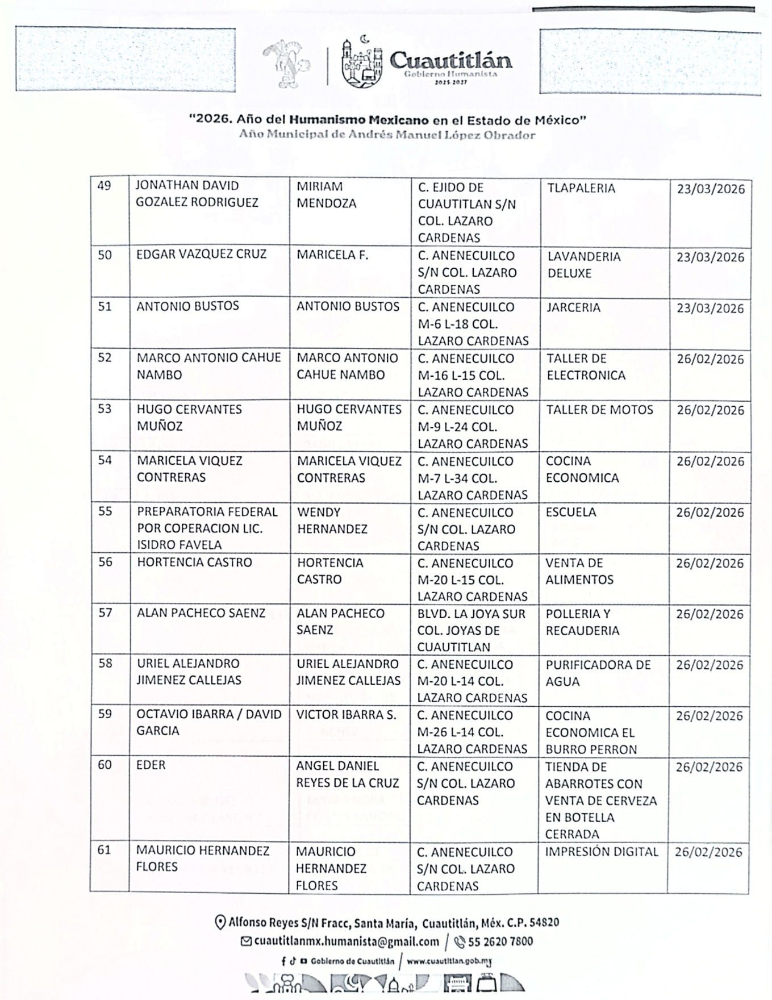 Cuautitlán
Gobierno Humanista
2025-2027
"2026. Año del Humanismo Mexicano en el Estado de México"
Año Municipal de Andrés Manuel López Obrador
49 JONATHAN DAVID MIRIAM C. EJIDO DE TLAPALERIA 23/03/2026
GOZALEZ RODRIGUEZ MENDOZA CUAUTITLAN S/N
COL. LAZARO
CARDENAS
50 EDGAR VAZQUEZ CRUZ MARICELA F. C. ANENECUILCO LAVANDERIA 23/03/2026
S/N COL. LAZARO DELUXE
CARDENAS
51 ANTONIO BUSTOS ANTONIO BUSTOS C. ANENECUILCO JARCERIA 23/03/2026
M-6 L-18 COL.
LAZARO CARDENAS
52 MARCO ANTONIO CAHUE MARCO ANTONIO C. ANENECUILCO TALLER DE 26/02/2026
NAMBO CAHUE NAMBO M-16 L-15 COL. ELECTRONICA
LAZARO CARDENAS
53 HUGO CERVANTES HUGO CERVANTES C. ANENECUILCO TALLER DE MOTOS 26/02/2026
MUÑOZ MUÑOZ M-9 L-24 COL.
LAZARO CARDENAS
54 MARICELA VIQUEZ MARICELA VIQUEZ C. ANENECUILCO COCINA 26/02/2026
CONTRERAS CONTRERAS M-7 L-34 COL. ECONOMICA
LAZARO CARDENAS
55 PREPARATORIA FEDERAL WENDY C. ANENECUILCO ESCUELA 26/02/2026
POR COPERACION LIC. HERNANDEZ S/N COL. LAZARO
ISIDRO FAVELA CARDENAS
56 HORTENCIA CASTRO HORTENCIA C. ANENECUILCO VENTA DE 26/02/2026
CASTRO M-20 L-15 COL. ALIMENTOS
LAZARO CARDENAS
57 ALAN PACHECO SAENZ ALAN PACHECO BLVD. LA JOYA SUR POLLERIA Y 26/02/2026
SAENZ COL. JOYAS DE RECAUDERIA
CUAUTITLAN
58 URIEL ALEJANDRO URIEL ALEJANDRO C. ANENECUILCO PURIFICADORA DE 26/02/2026
JIMENEZ CALLEJAS JIMENEZ CALLEJAS M-20 L-14 COL. AGUA
LAZARO CARDENAS
59 OCTAVIO IBARRA / DAVID VICTOR IBARRA S. C. ANENECUILCO COCINA 26/02/2026
GARCIA M-26 L-14 COL. ECONOMICA EL
LAZARO CARDENAS BURRO PERRON
60 EDER ANGEL DANIEL C. ANENECUILCO TIENDA DE 26/02/2026
REYES DE LA CRUZ S/N COL. LAZARO ABARROTES CON
CARDENAS VENTA DE CERVEZA
EN BOTELLA
CERRADA
61 MAURICIO HERNANDEZ MAURICIO C. ANENECUILCO IMPRESIÓN DIGITAL 26/02/2026
FLORES HERNANDEZ S/N COL. LAZARO
FLORES CARDENAS
Alfonso Reyes S/N Fracc, Santa María, Cuautitlán, Méx. C.P. 54820
cuautitlanmx.humanista@gmail.com / 55 2620 7800
Gobierno de Cuautitlán / www.cuautitlan.gob.mx